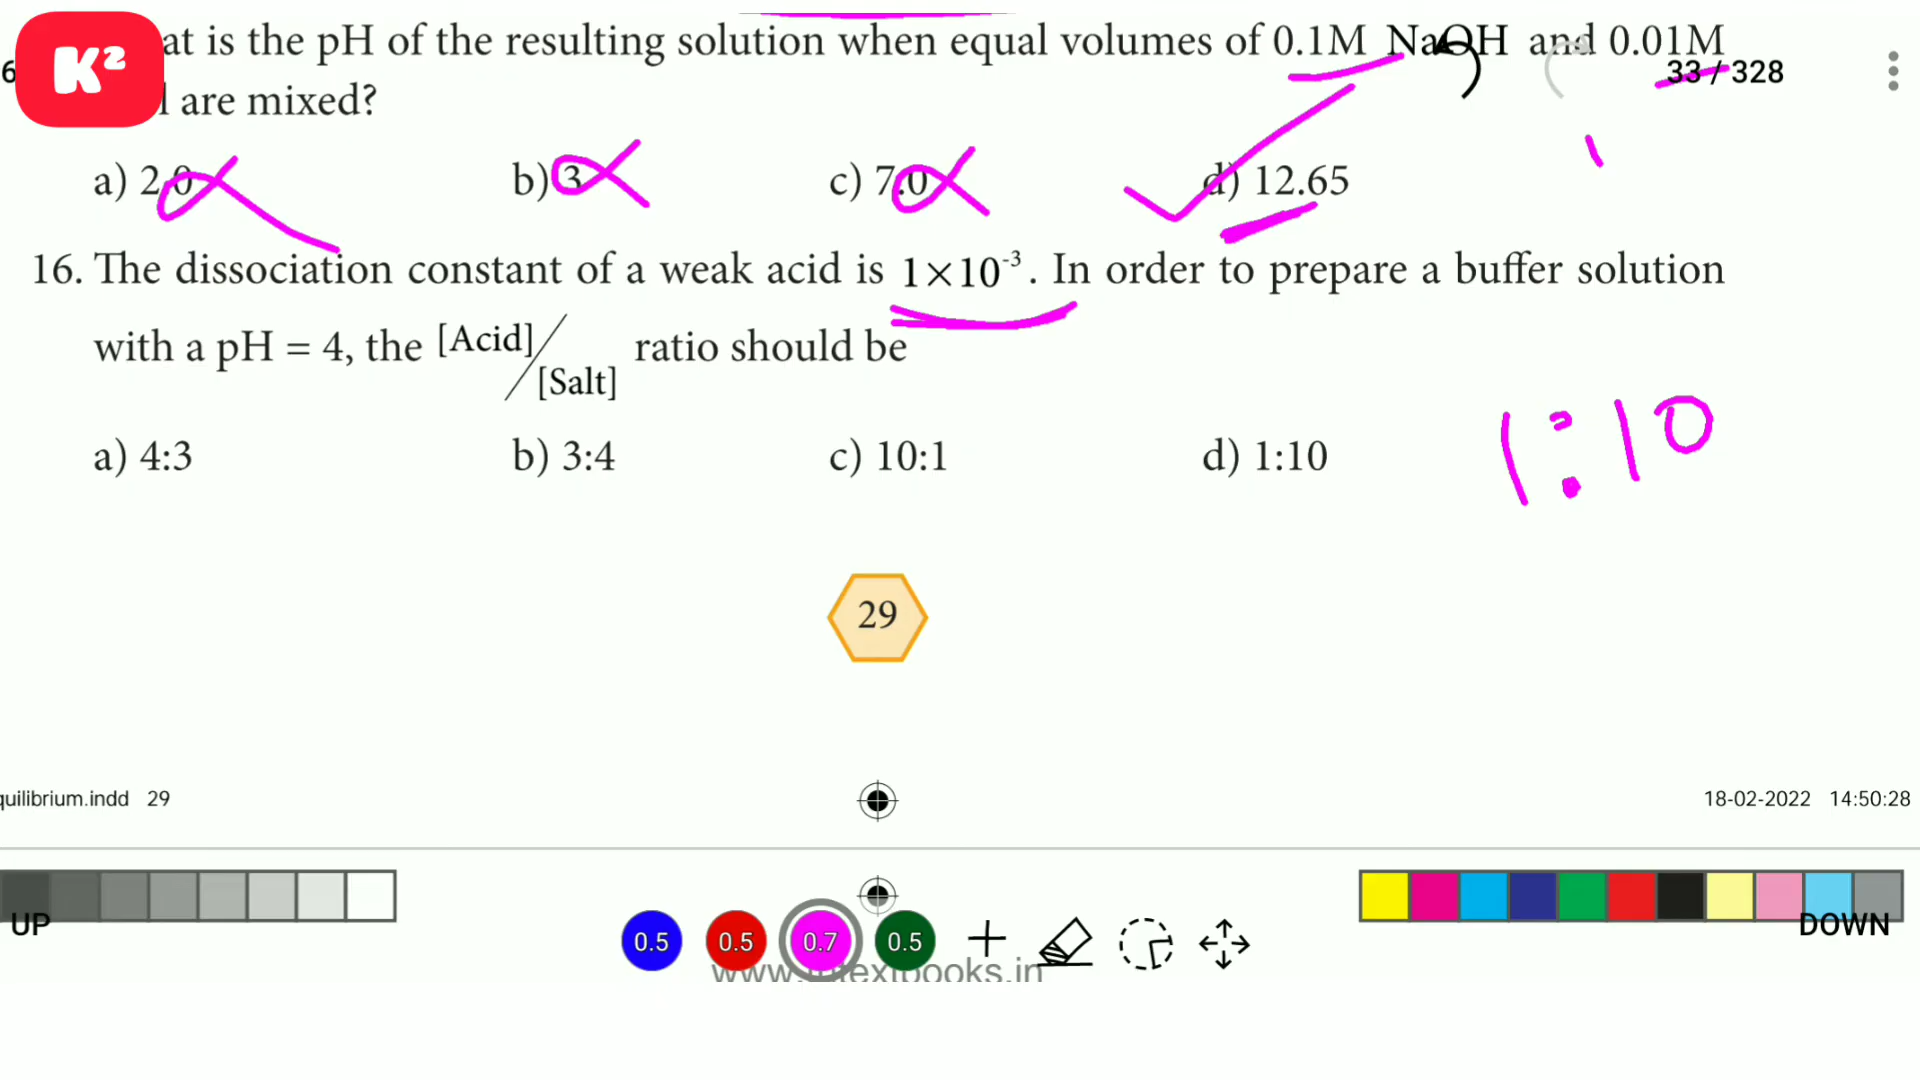 K²
at is the pH of the resulting solution when equal volumes of 0.1M NaOH and 0.01M
6
33 / 328
l are mixed?
a) 2.0 b) 3 c) 7.0 d) 12.65
16. The dissociation constant of a weak acid is 1×10⁻³. In order to prepare a buffer solution
with a pH = 4, the [Acid]/[Salt] ratio should be
1:10
a) 4:3 b) 3:4 c) 10:1 d) 1:10
29
quilibrium.indd 29
18-02-2022 14:50:28
UP
DOWN
0.5 0.5 0.7 0.5